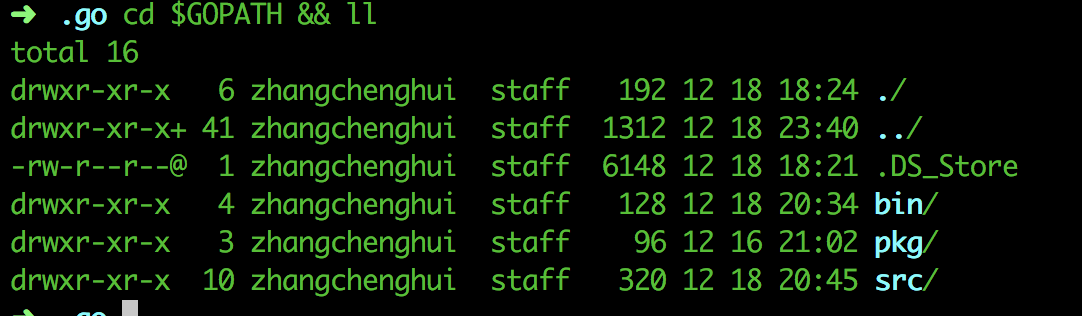 ➜ .go cd $GOPATH && ll
total 16
drwxr-xr-x   6 zhangchenghui  staff   192 12 18 18:24 ./
drwxr-xr-x+ 41 zhangchenghui  staff  1312 12 18 23:40 ../
-rw-r--r--@  1 zhangchenghui  staff  6148 12 18 18:21 .DS_Store
drwxr-xr-x   4 zhangchenghui  staff   128 12 18 20:34 bin/
drwxr-xr-x   3 zhangchenghui  staff    96 12 16 21:02 pkg/
drwxr-xr-x  10 zhangchenghui  staff   320 12 18 20:45 src/
➜ .go